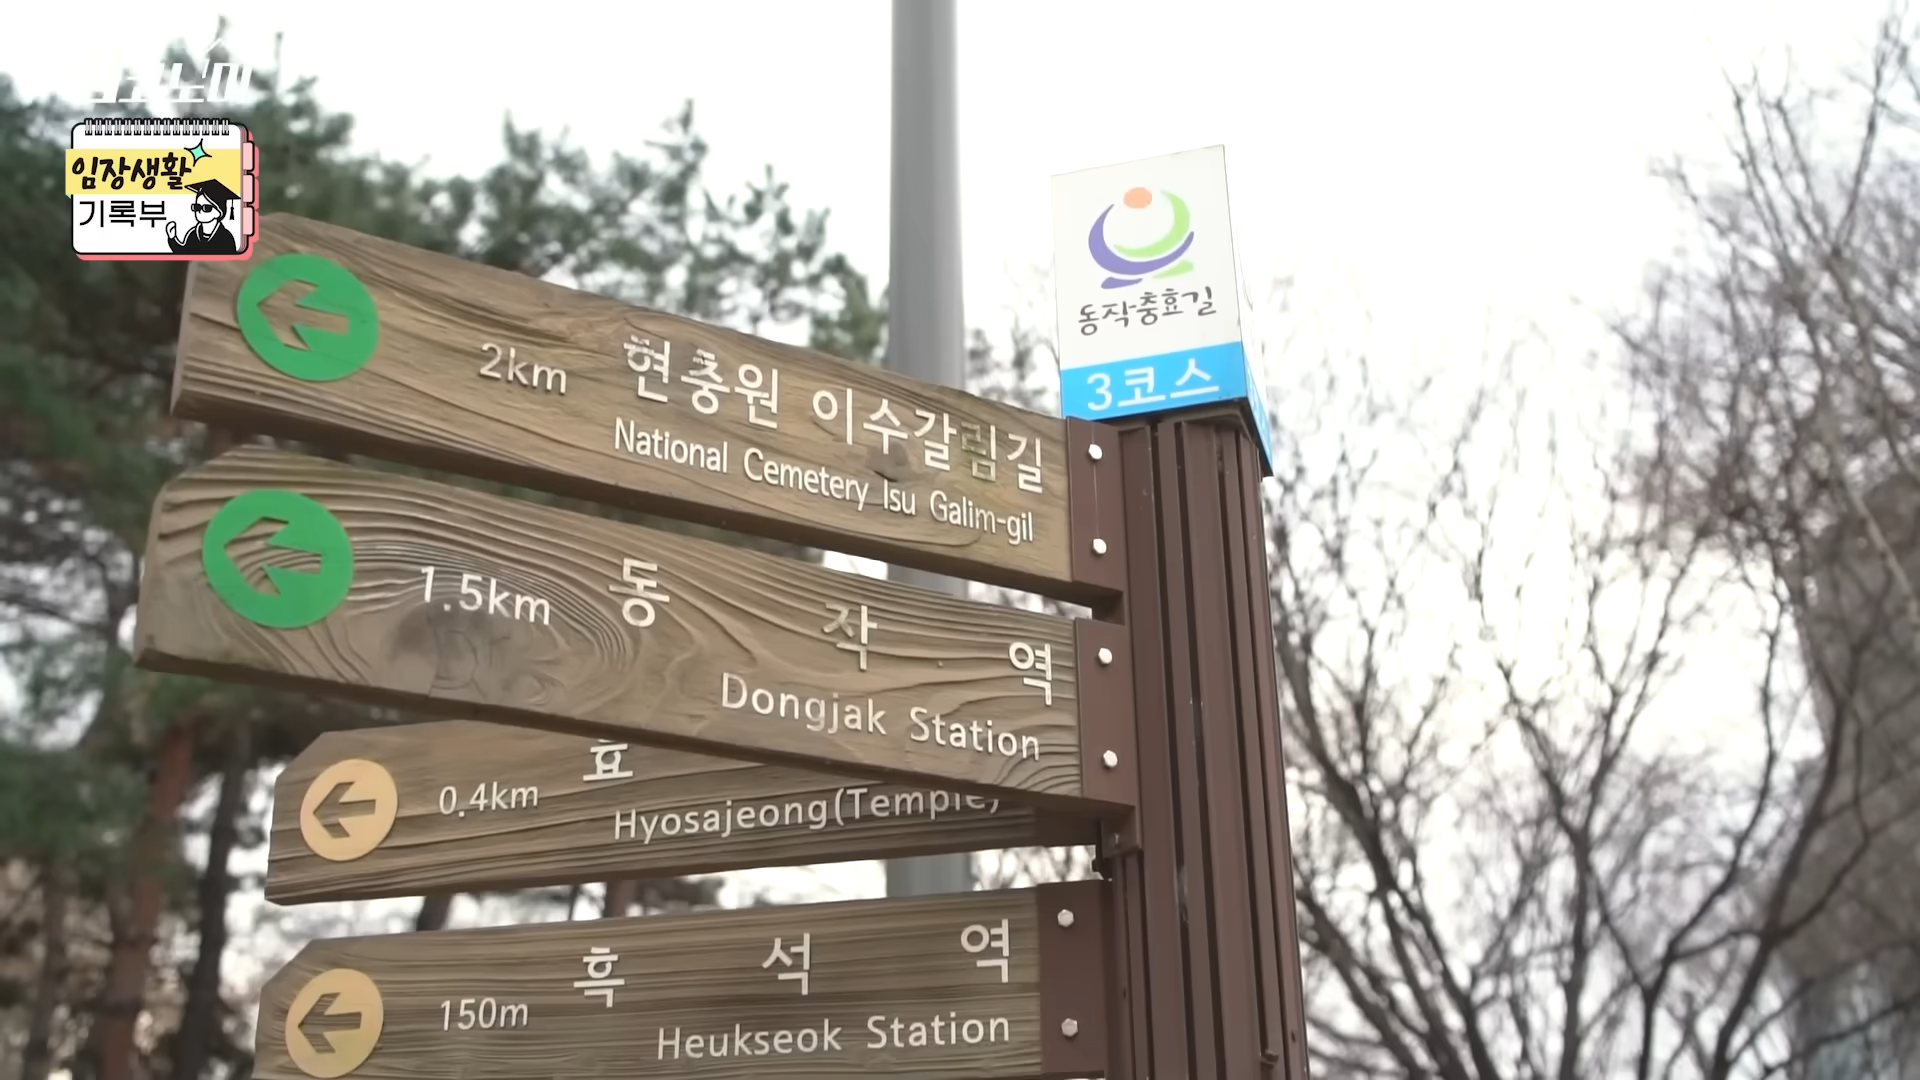 임장생활
기록부
동작충효길
3코스
2km 현충원 이수갈림길
National Cemetery Isu Galim-gil
1.5km 동작역
Dongjak Station
0.4km 효
Hyosajeong(Temple)
150m 흑석역
Heukseok Station